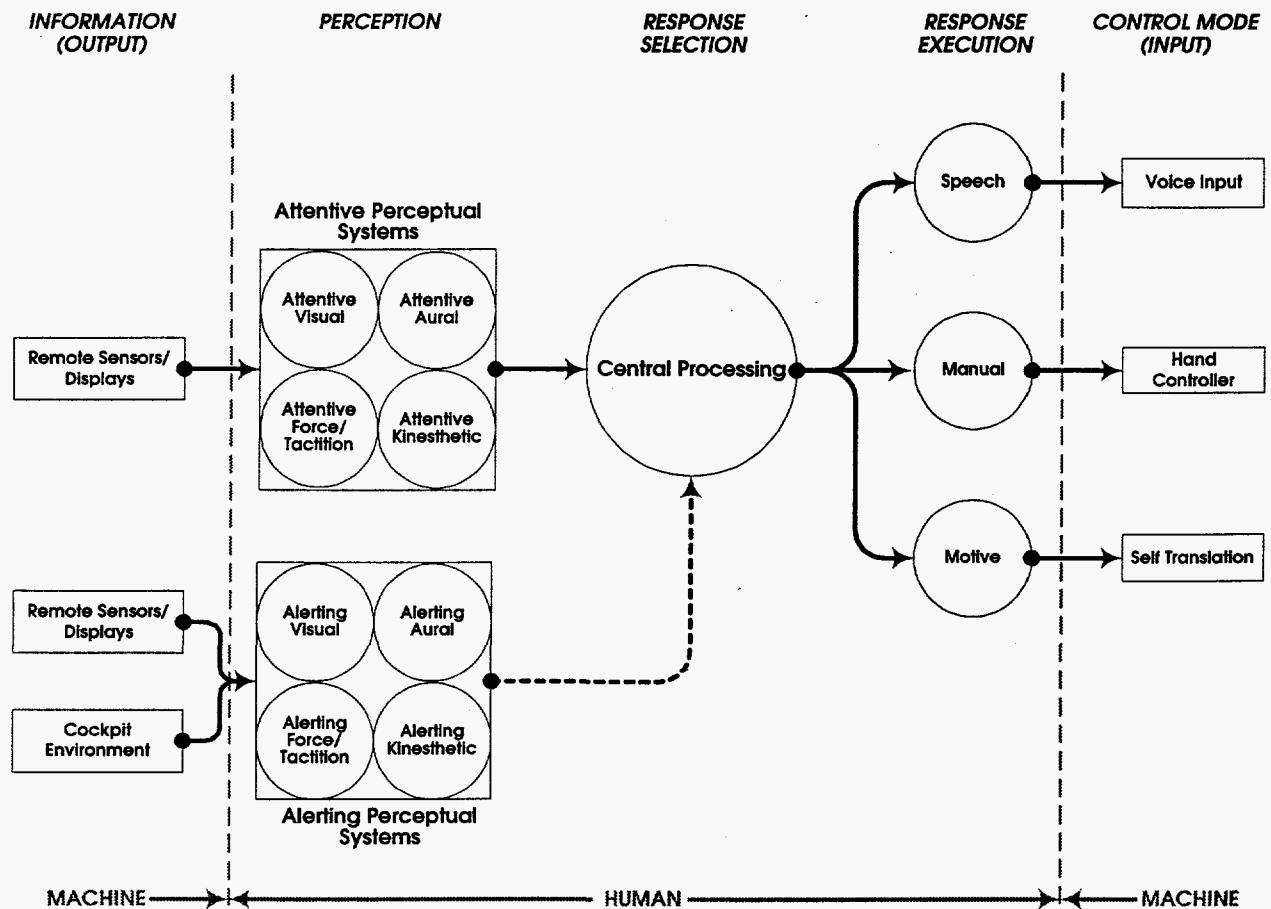 INFORMATION
(OUTPUT)
PERCEPTION
RESPONSE
SELECTION
RESPONSE
EXECUTION
CONTROL MODE
(INPUT)
Attentive Perceptual
Systems
Attentive
Visual
Attentive
Aural
Attentive
Force/
Tactition
Attentive
Kinesthetic
Remote Sensors/
Displays
Central Processing
Speech
Voice Input
Manual
Hand
Controller
Motive
Self Translation
Remote Sensors/
Displays
Cockpit
Environment
Alerting
Visual
Alerting
Aural
Alerting
Force/
Tactition
Alerting
Kinesthetic
Alerting Perceptual
Systems
MACHINE
HUMAN
MACHINE